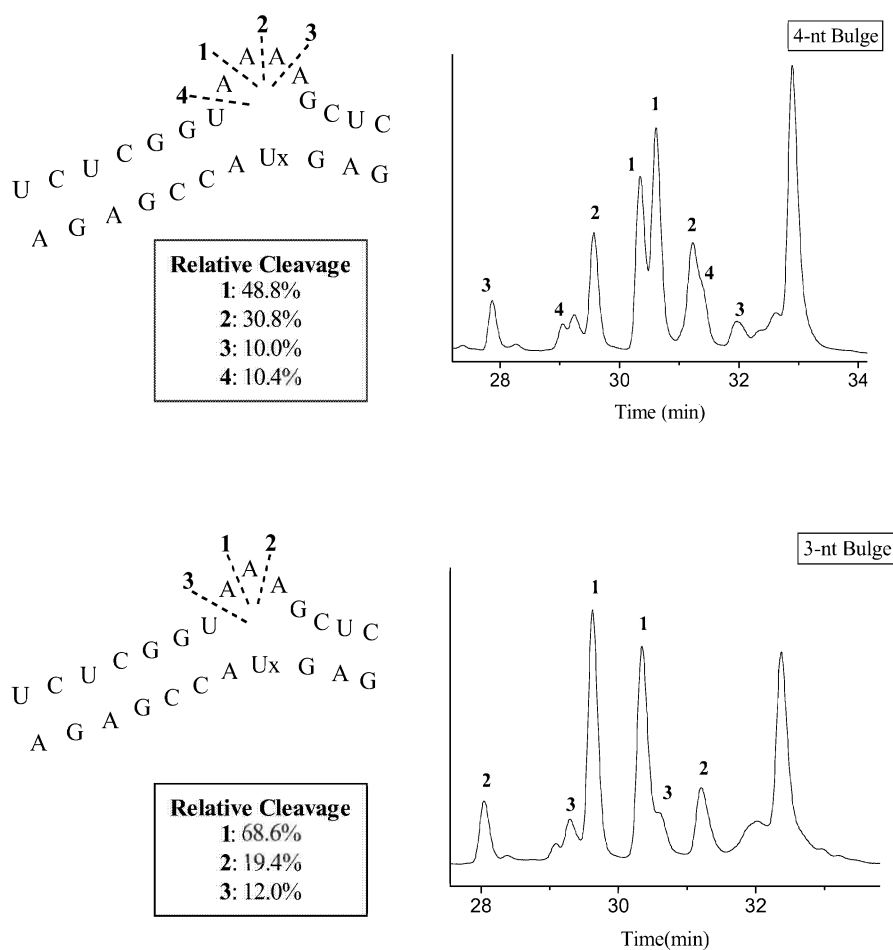 1 2 3 4
U C U C G G U A A A A G C U C
A G A G C C A Ux G A G
Relative Cleavage
1: 48.8%
2: 30.8%
3: 10.0%
4: 10.4%
4-nt Bulge
3 4 2 1 1 2 4 3
28 30 32 34
Time (min)
1 2 3
U C U C G G U A A A G C U C
A G A G C C A Ux G A G
Relative Cleavage
1: 68.6%
2: 19.4%
3: 12.0%
3-nt Bulge
2 3 1 1 3 2
28 30 32
Time(min)